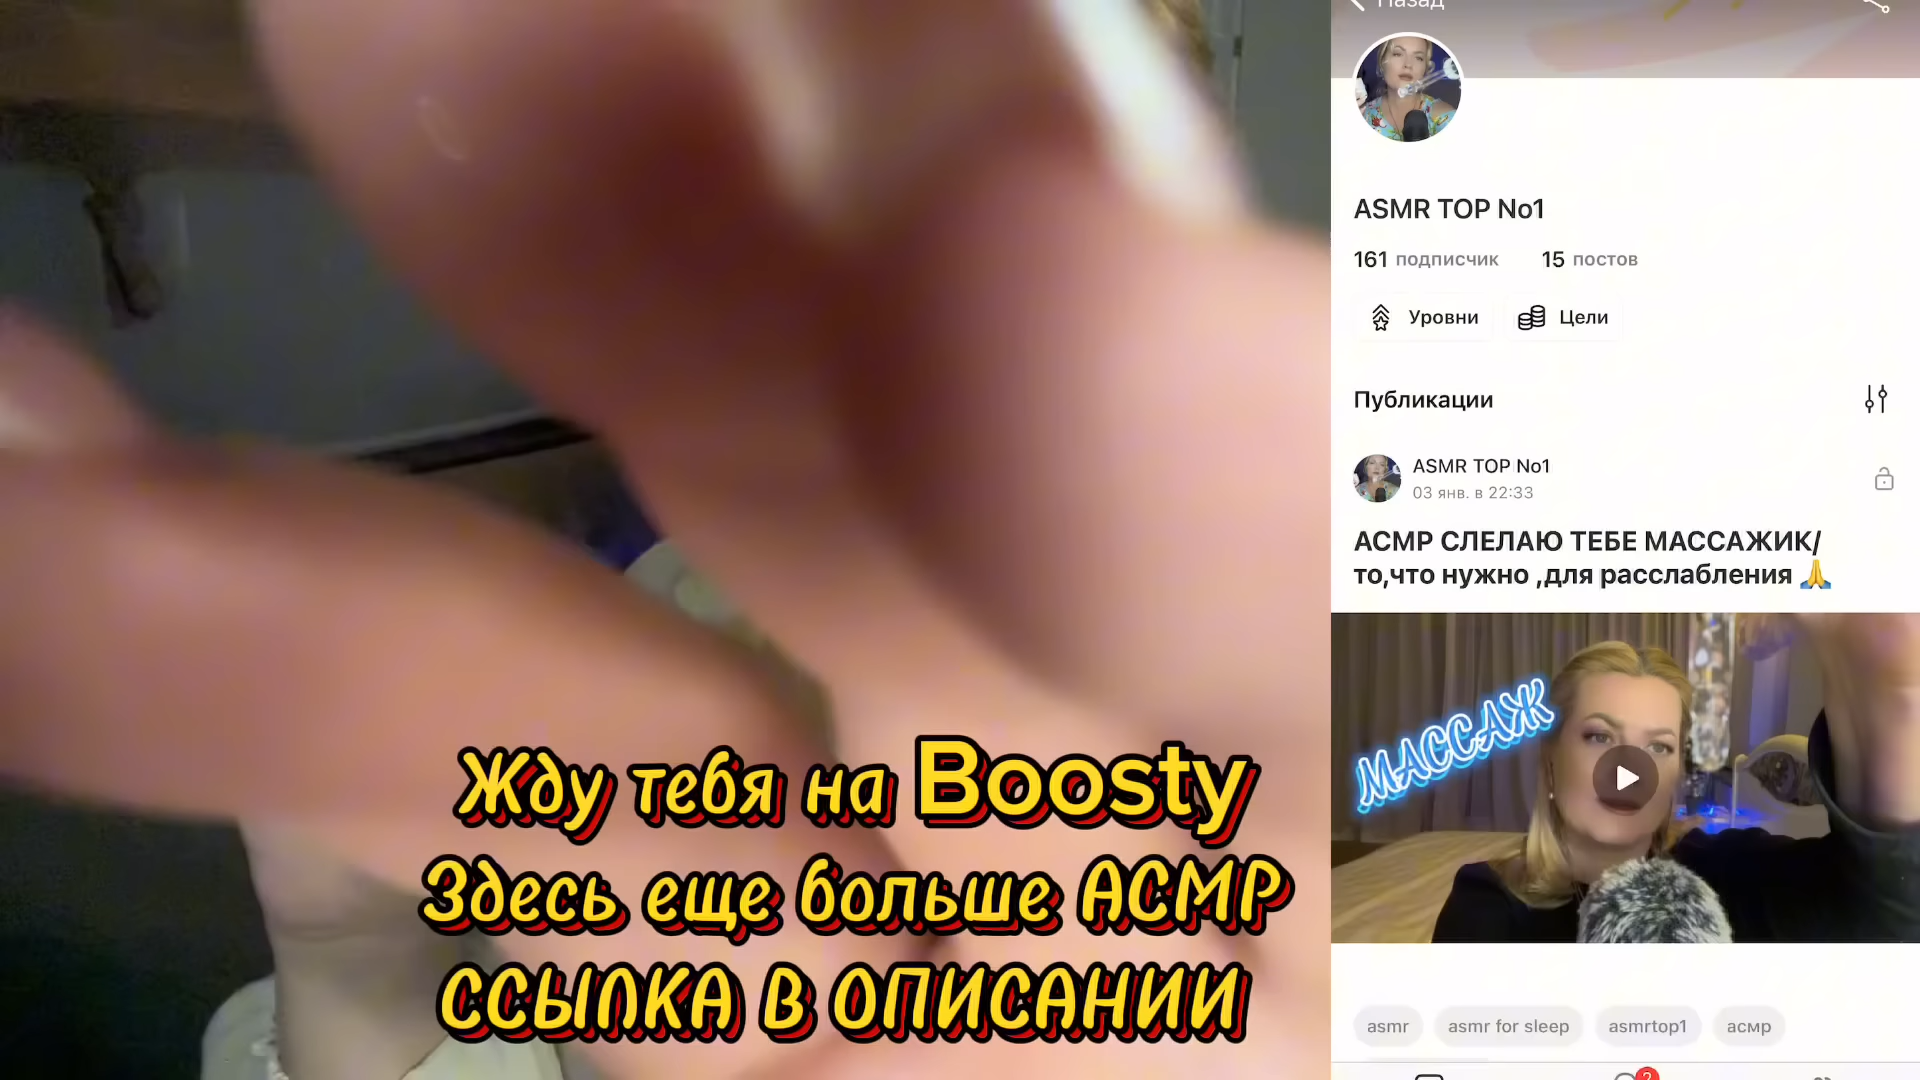 Жду тебя на Boosty
Здесь еще больше АСМР
ССЫЛКА В ОПИСАНИИ
Назад
ASMR TOP No1
161 подписчик 15 постов
Уровни Цели
Публикации
ASMR TOP No1
03 янв. в 22:33
АСМР СЛЕЛАЮ ТЕБЕ МАССАЖИК/
то,что нужно ,для расслабления 🙏
МАССАЖ
asmr asmr for sleep asmrtop1 асмр
2